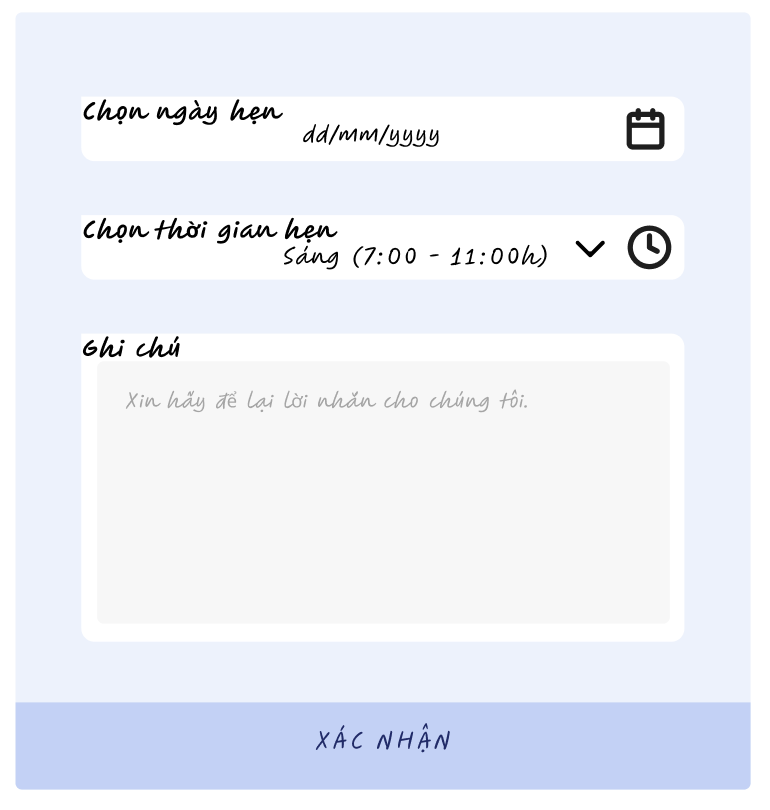 Chọn ngày hẹn
dd/mm/yyyy
Chọn thời gian hẹn
Sáng (7:00 - 11:00h)
Ghi chú
Xin hãy để lại lời nhắn cho chúng tôi.
XÁC NHẬN